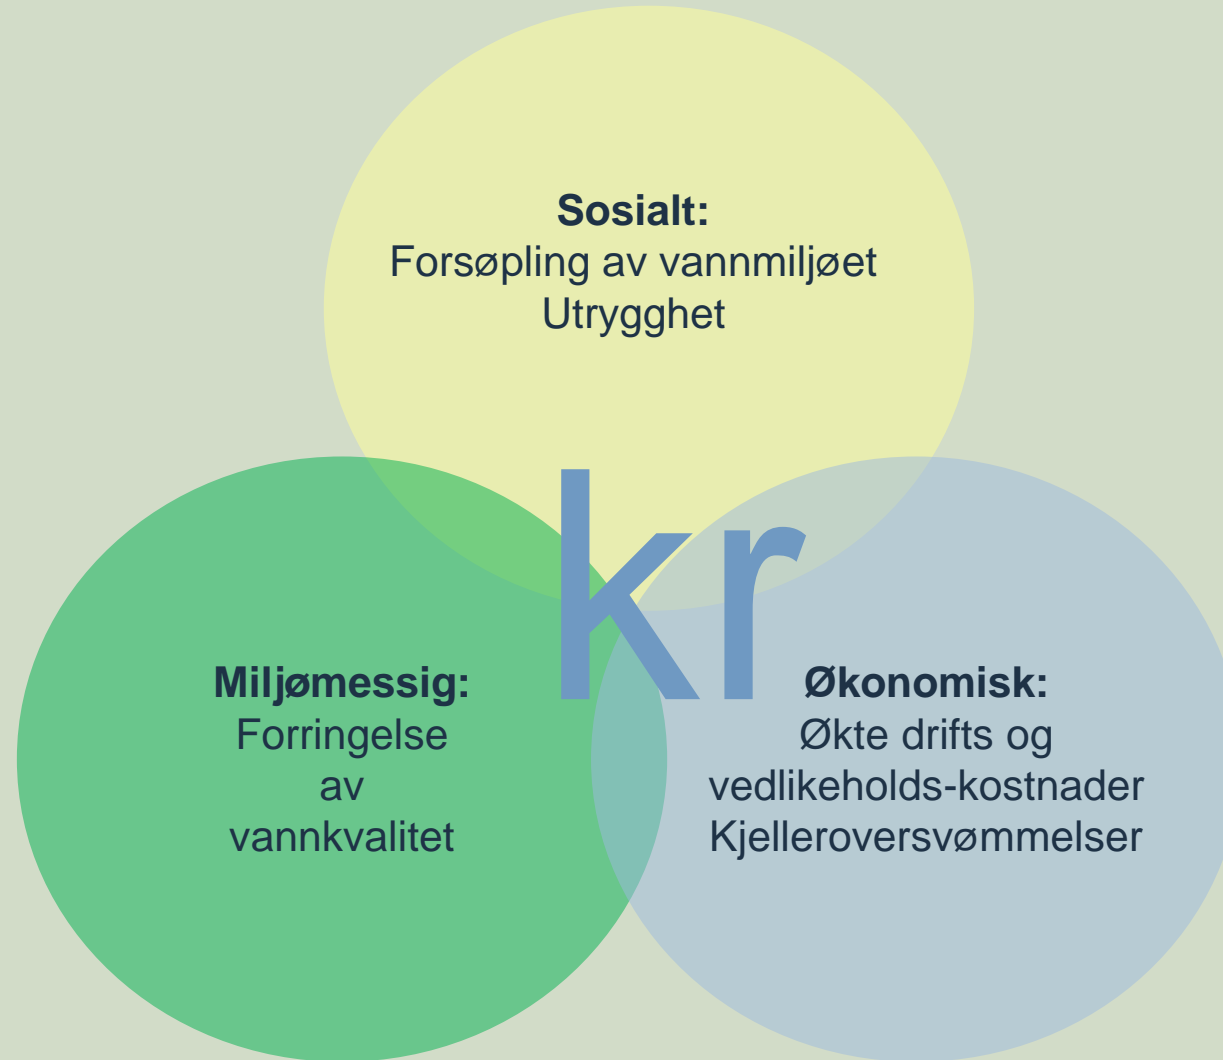 Sosialt:
Forsøpling av vannmiljøet
Utrygghet
kr
Miljømessig:
Forringelse
av
vannkvalitet
Økonomisk:
Økte drifts og
vedlikeholds-kostnader
Kjelleroversvømmelser